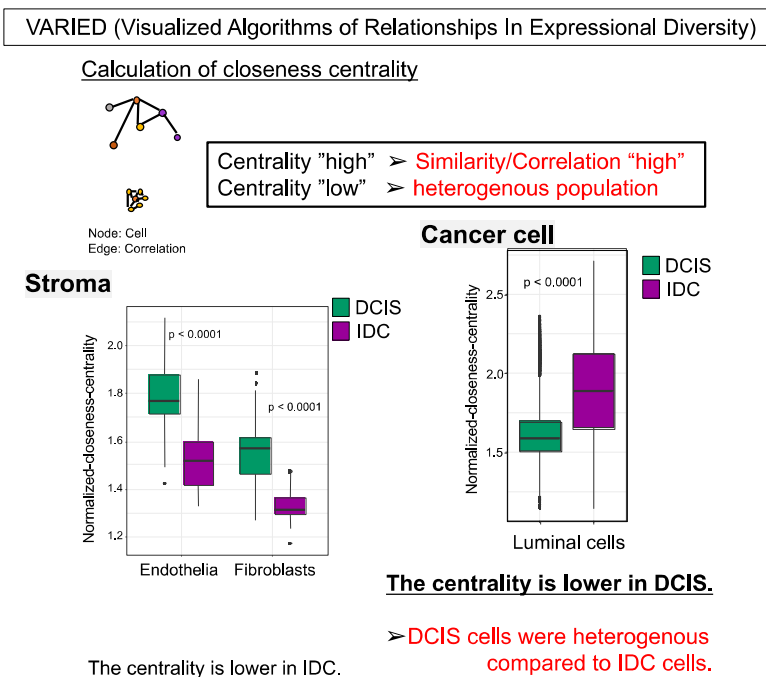 VARIED (Visualized Algorithms of Relationships In Expressional Diversity)
Calculation of closeness centrality
Centrality "high" ➢ Similarity/Correlation “high”
Centrality "low" ➢ heterogenous population
Node: Cell
Edge: Correlation
Stroma
DCIS
IDC
p < 0.0001
p < 0.0001
Normalized-closeness-centrality
2.0
1.8
1.6
1.4
1.2
Endothelia Fibroblasts
The centrality is lower in IDC.
Cancer cell
DCIS
IDC
p < 0.0001
Normalized-closeness-centrality
2.5
2.0
1.5
Luminal cells
The centrality is lower in DCIS.
➢DCIS cells were heterogenous
compared to IDC cells.